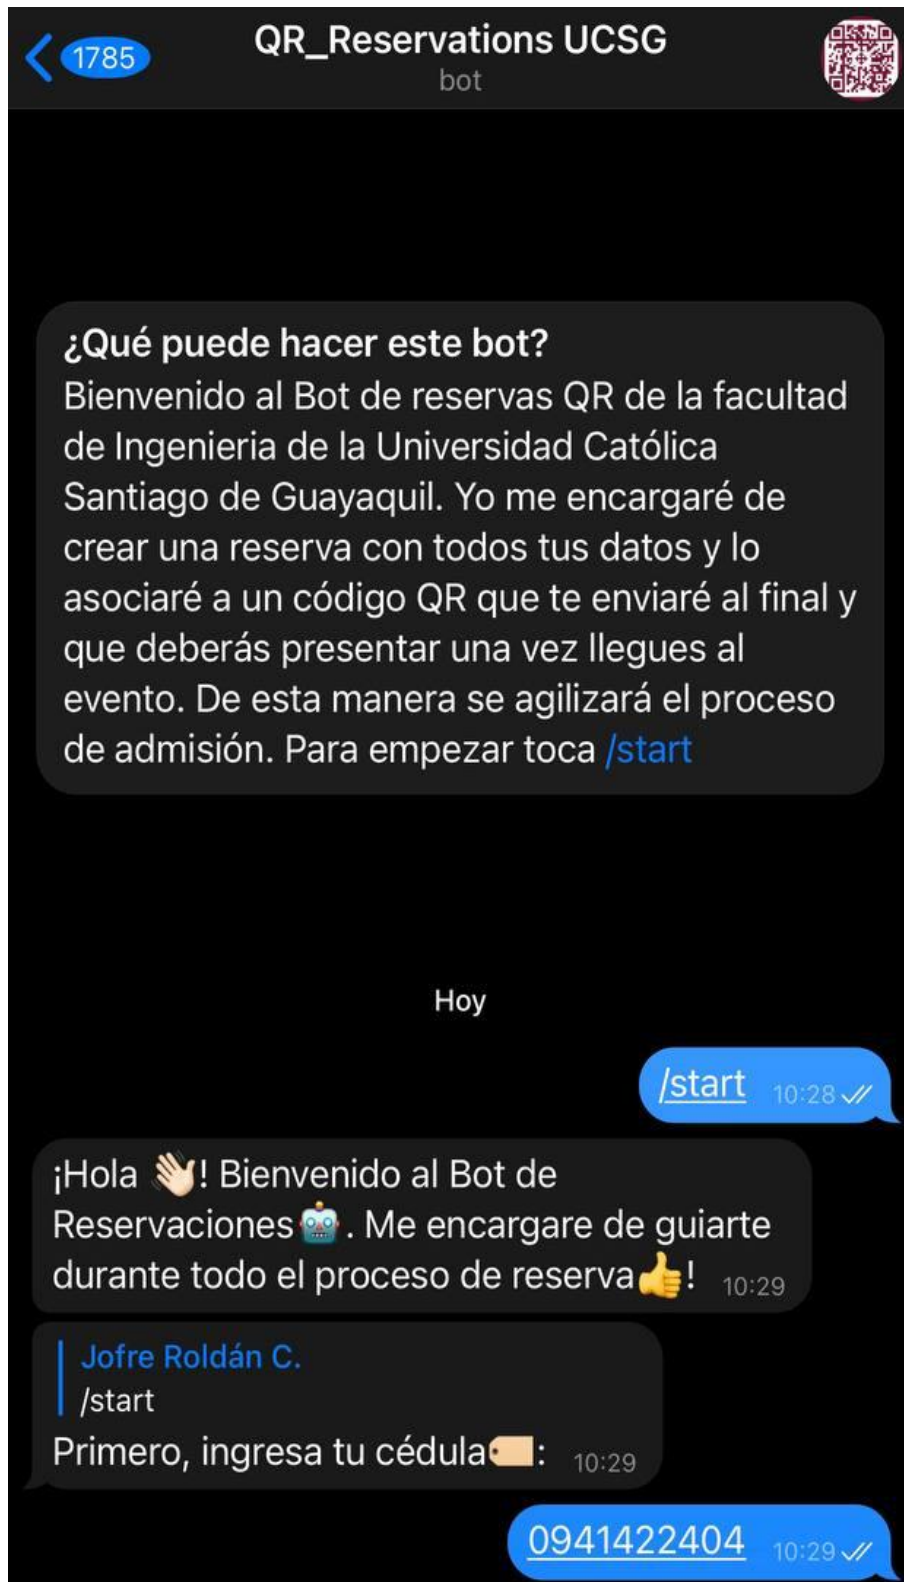 1785
QR_Reservations UCSG
bot
¿Qué puede hacer este bot?
Bienvenido al Bot de reservas QR de la facultad
de Ingenieria de la Universidad Católica
Santiago de Guayaquil. Yo me encargaré de
crear una reserva con todos tus datos y lo
asociaré a un código QR que te enviaré al final y
que deberás presentar una vez llegues al
evento. De esta manera se agilizará el proceso
de admisión. Para empezar toca /start
Hoy
/start 10:28
¡Hola 👋🏻! Bienvenido al Bot de
Reservaciones🤖. Me encargare de guiarte
durante todo el proceso de reserva👍! 10:29
Jofre Roldán C.
/start
Primero, ingresa tu cédula🏷️: 10:29
0941422404 10:29